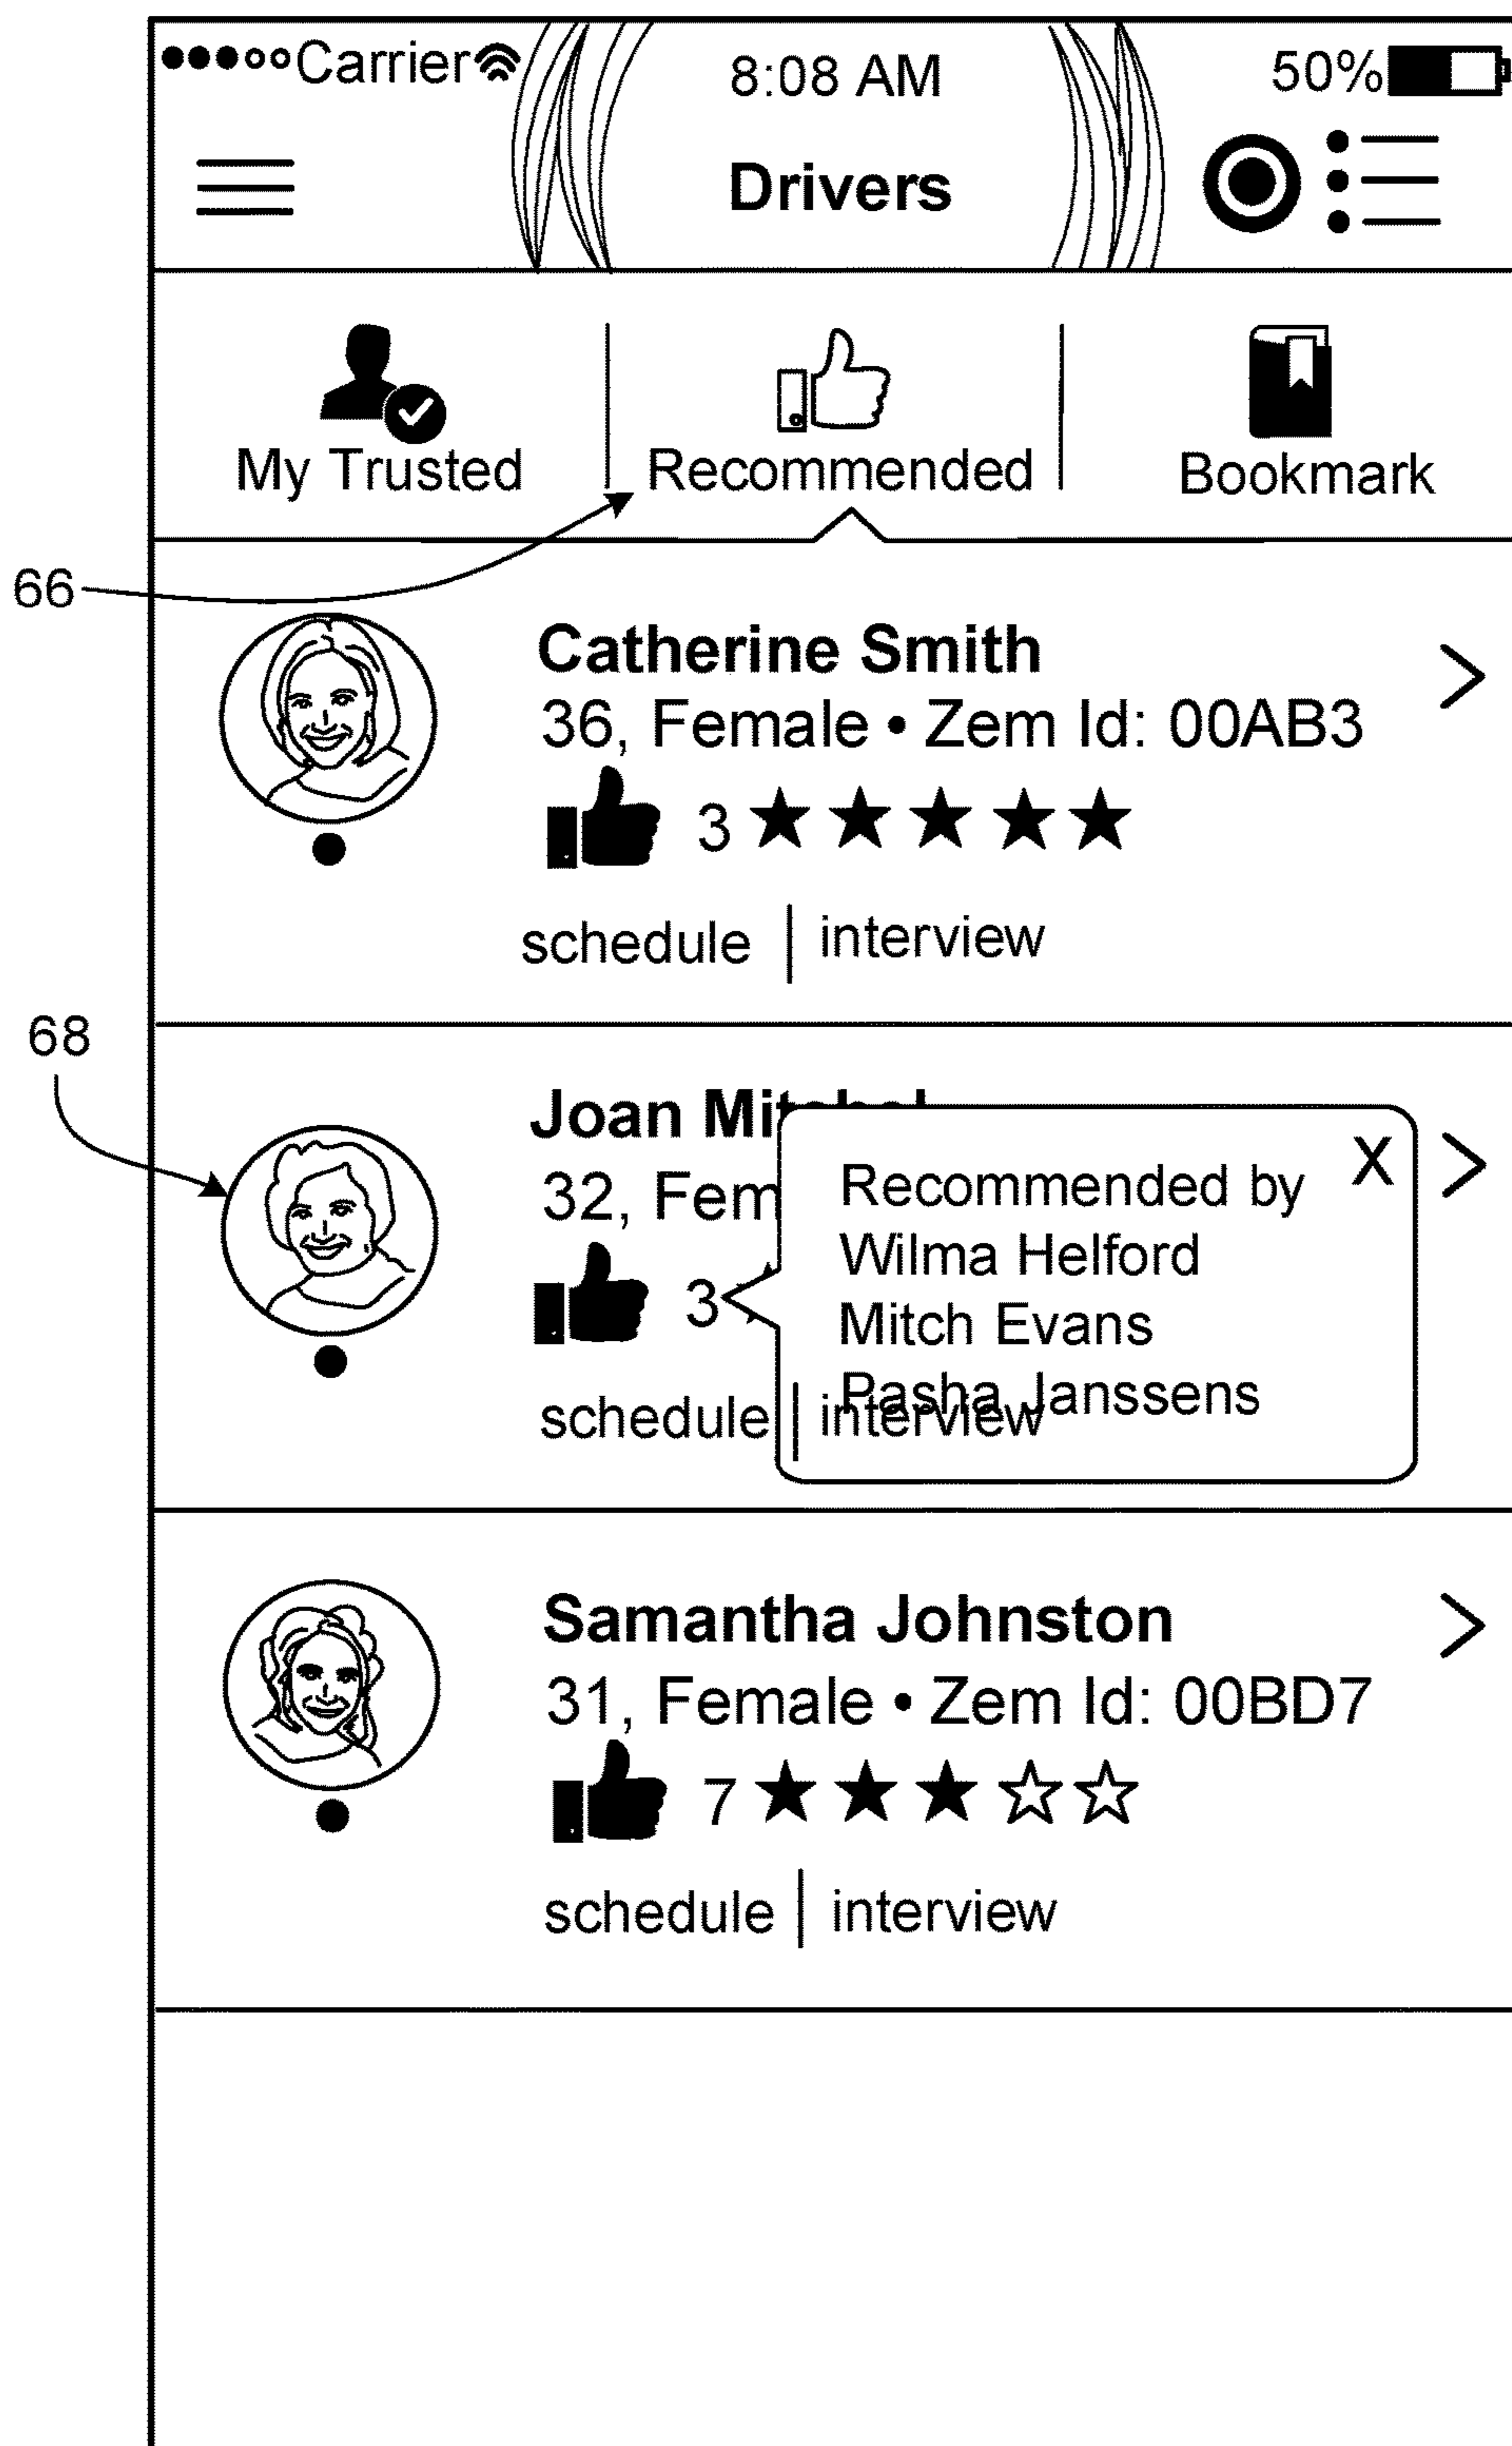 Carrier 8:08 AM 50%
Drivers
My Trusted Recommended Bookmark
66
Catherine Smith
36, Female • Zem Id: 00AB3
3
schedule | interview
68
Joan
32,
3
Recommended by X
Wilma Helford
Mitch Evans
Pasha Janssens
schedule | interview
Samantha Johnston
31, Female • Zem Id: 00BD7
7
schedule | interview